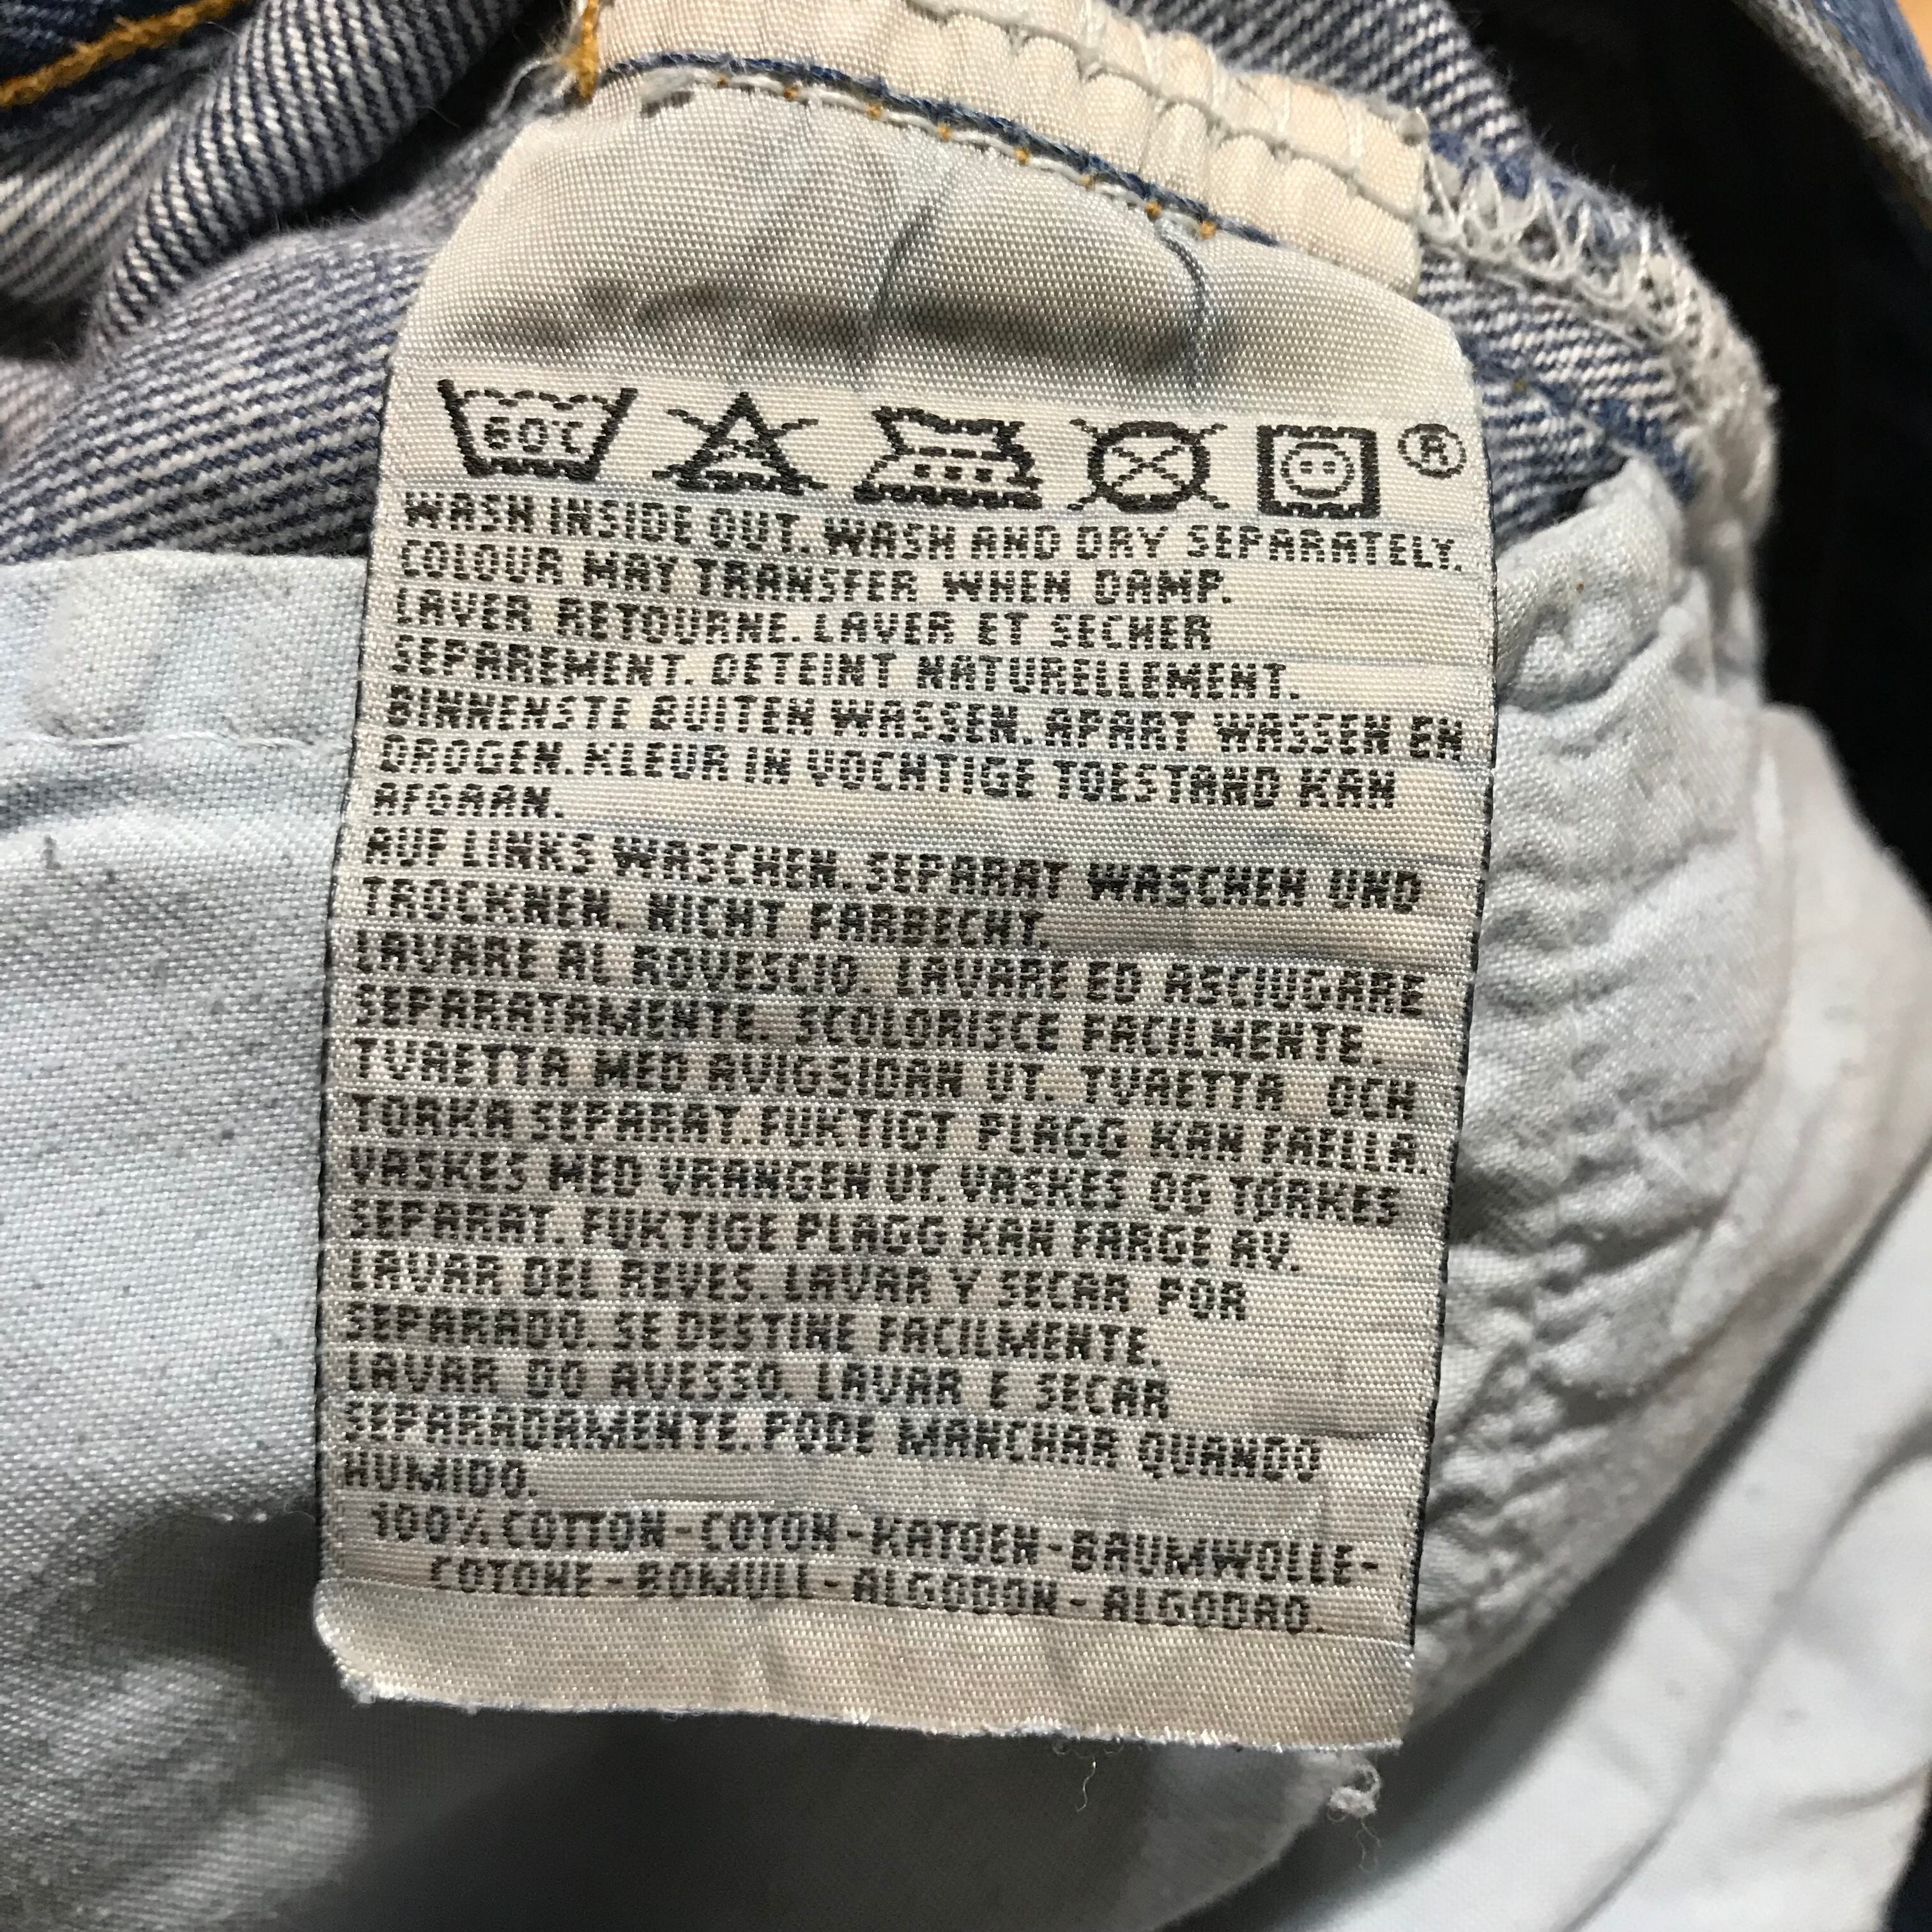 60°C
®
WASH INSIDE OUT. WASH AND DRY SEPARATELY.
COLOUR MAY TRANSFER WHEN DAMP.
LAVER RETOURNE. LAVER ET SECHER
SEPAREMENT. DETEINT NATURELLEMENT.
BINNENSTE BUITEN WASSEN. APART WASSEN EN
DROGEN. KLEUR IN VOCHTIGE TOESTAND KAN
AFGAAN.
AUF LINKS WASCHEN. SEPARAT WASCHEN UND
TROCKNEN. NICHT FARBECHT.
LAVARE AL ROVESCIO. LAVARE ED ASCIUGARE
SEPARATAMENTE. SCOLORISCE FACILMENTE.
TVAETTA MED AVIGSIDAN UT. TVAETTA OCH
TORKA SEPARAT. FUKTIGT PLAGG KAN FAELLA.
VASKES MED VRANGEN UT. VASKES OG TORKES
SEPARAT. FUKTIGE PLAGG KAN FARGE AV.
LAVAR DEL REVES. LAVAR Y SECAR POR
SEPARADO. SE DESTINE FACILMENTE.
LAVAR DO AVESSO. LAVAR E SECAR
SEPARADAMENTE. PODE MANCHAR QUANDO
HUMIDO.
100% COTTON - COTON - KATOEN - BAUMWOLLE -
COTONE - BOMULL - ALGODON - ALGODAO.